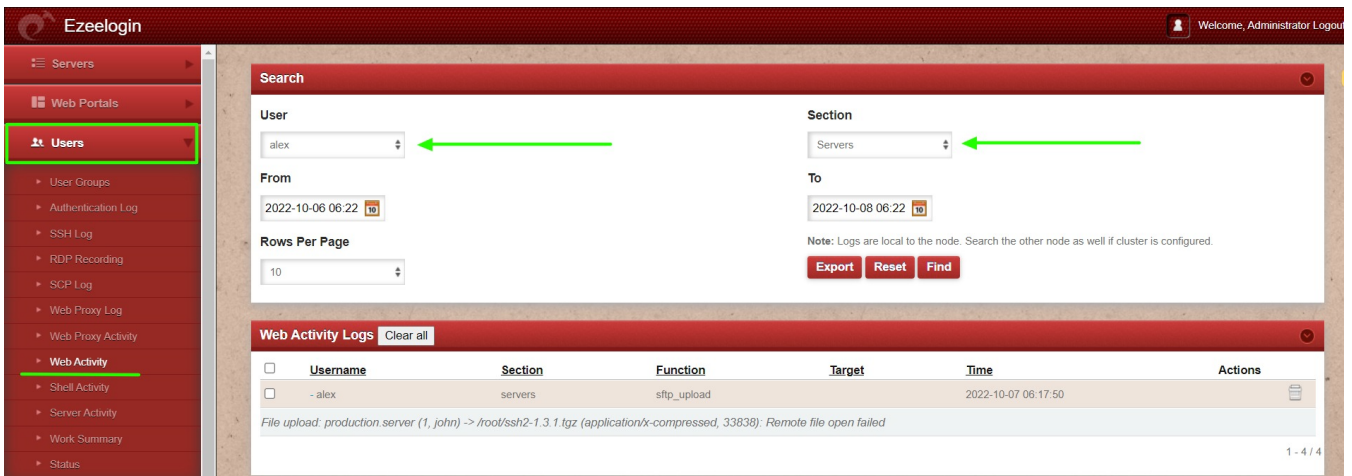 Ezeelogin
Welcome, Administrator Logout
Servers
Web Portals
Users
User Groups
Authentication Log
SSH Log
RDP Recording
SCP Log
Web Proxy Log
Web Proxy Activity
Web Activity
Shell Activity
Server Activity
Work Summary
Status
Search
User Section
alex Servers
From To
2022-10-06 06:22 10 2022-10-08 06:22 10
Rows Per Page Note: Logs are local to the node. Search the other node as well if cluster is configured.
10 Export Reset Find
Web Activity Logs Clear all
Username Section Function Target Time Actions
- alex servers sftp_upload 2022-10-07 06:17:50
File upload: production.server (1, john) -> /root/ssh2-1.3.1.tgz (application/x-compressed, 33838): Remote file open failed
1 - 4 / 4